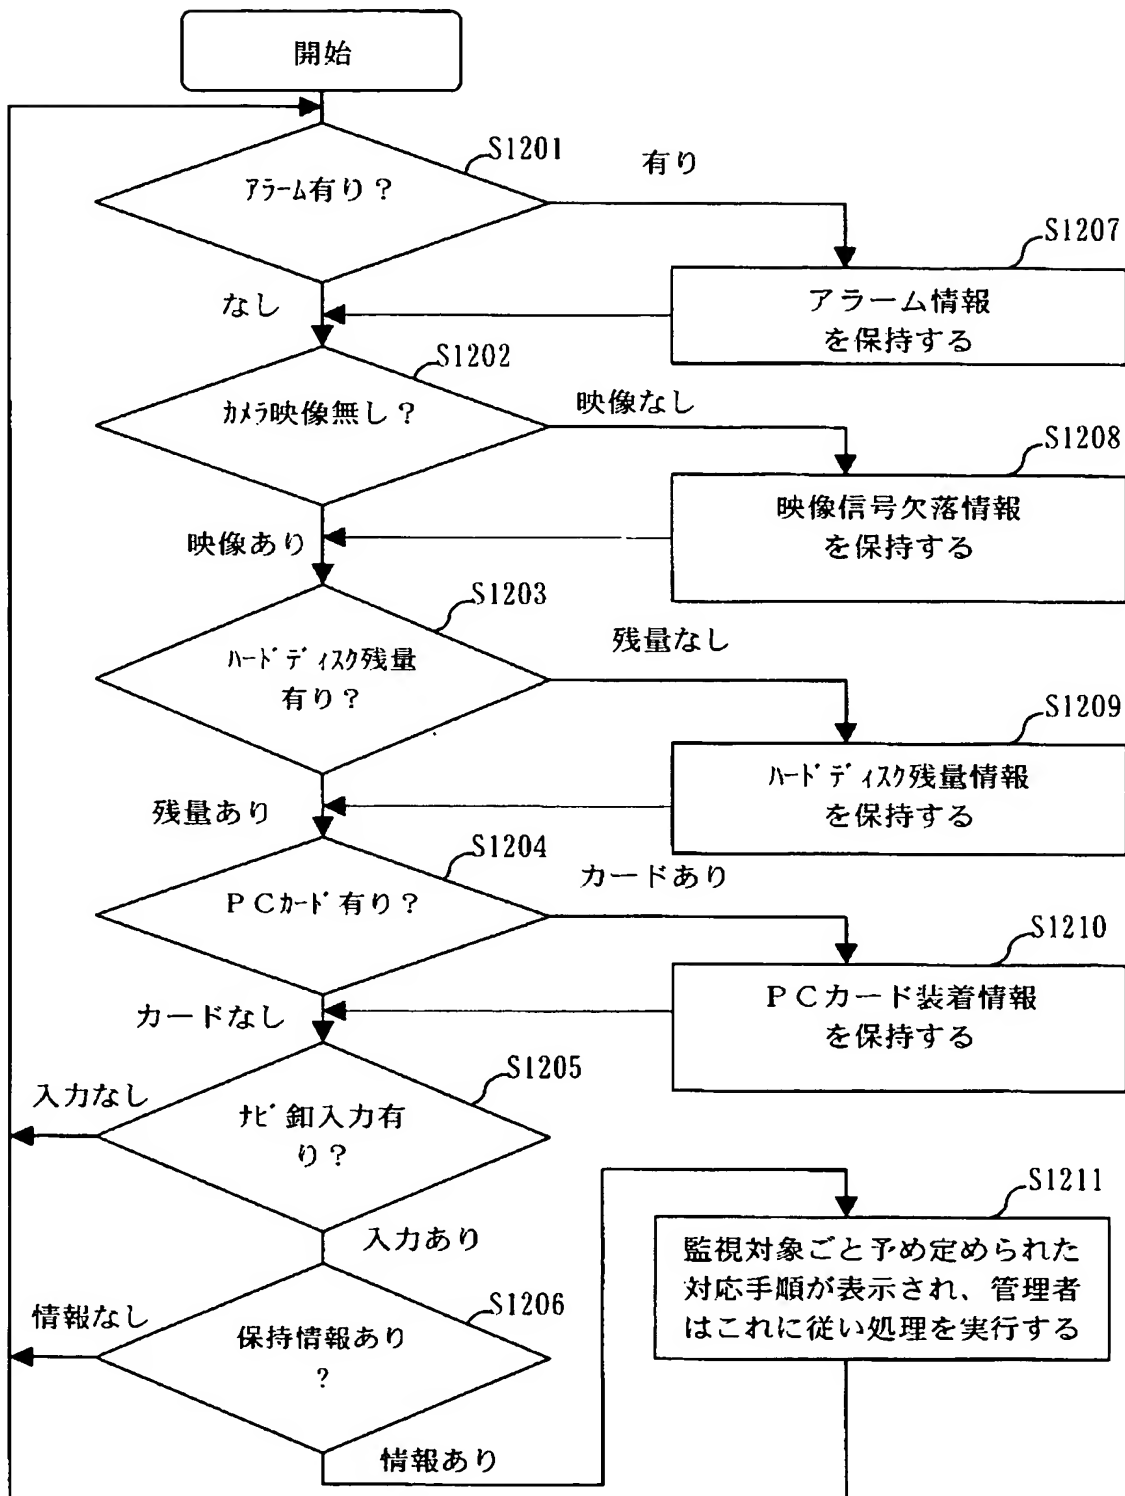 開始
S1201
有り
ｱﾗｰﾑ有り？
S1207
アラーム情報
を保持する
なし
S1202
ｶﾒﾗ映像無し？
映像なし
S1208
映像信号欠落情報
を保持する
映像あり
S1203
残量なし
ﾊｰﾄﾞﾃﾞｨｽｸ残量
有り？
S1209
ﾊｰﾄﾞﾃﾞｨｽｸ残量情報
を保持する
残量あり
S1204
カードあり
ＰＣｶｰﾄﾞ有り？
S1210
ＰＣカード装着情報
を保持する
カードなし
S1205
入力なし
ﾅﾋﾞ釦入力有
り？
S1211
入力あり
監視対象ごと予め定められた
対応手順が表示され、管理者
はこれに従い処理を実行する
S1206
情報なし
保持情報あり
？
情報あり